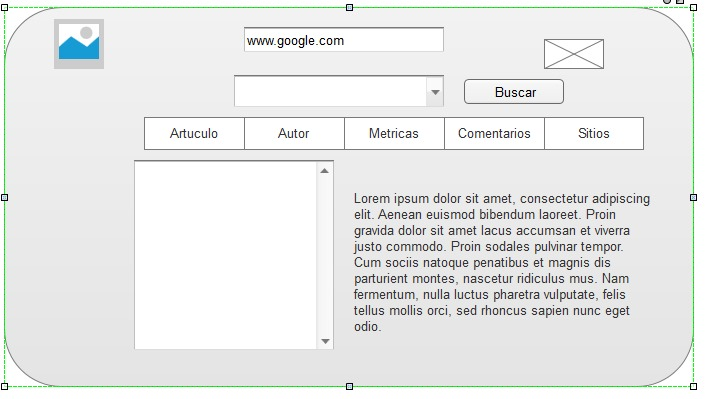 www.google.com
Buscar
Artuculo Autor Metricas Comentarios Sitios
Lorem ipsum dolor sit amet, consectetur adipiscing
elit. Aenean euismod bibendum laoreet. Proin
gravida dolor sit amet lacus accumsan et viverra
justo commodo. Proin sodales pulvinar tempor.
Cum sociis natoque penatibus et magnis dis
parturient montes, nascetur ridiculus mus. Nam
fermentum, nulla luctus pharetra vulputate, felis
tellus mollis orci, sed rhoncus sapien nunc eget
odio.